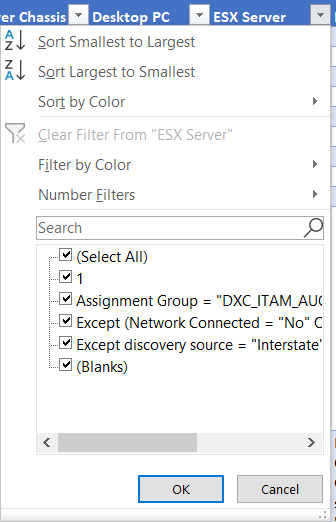 er Chassis Desktop PC ESX Server
Sort Smallest to Largest
Sort Largest to Smallest
Sort by Color
Clear Filter From "ESX Server"
Filter by Color
Number Filters
Search
(Select All)
1
Assignment Group = "DXC_ITAM_AUC
Except (Network Connected = "No" O
Except discovery source = "Interstate"
(Blanks)
OK Cancel